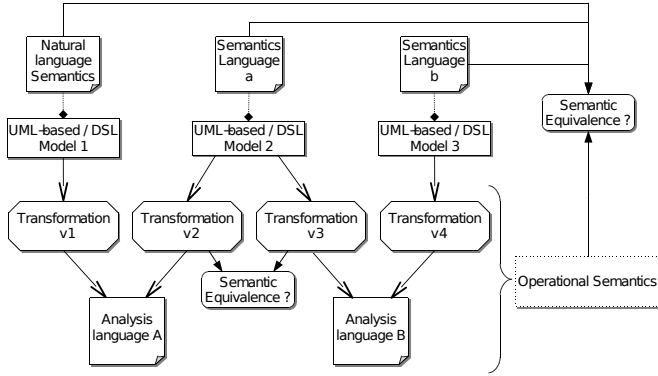 Natural
language
Semantics
Semantics
Language
a
Semantics
Language
b
Semantic
Equivalence ?
UML-based / DSL
Model 1
UML-based / DSL
Model 2
UML-based / DSL
Model 3
Transformation
v1
Transformation
v2
Transformation
v3
Transformation
v4
Semantic
Equivalence ?
Operational Semantics
Analysis
language A
Analysis
language B